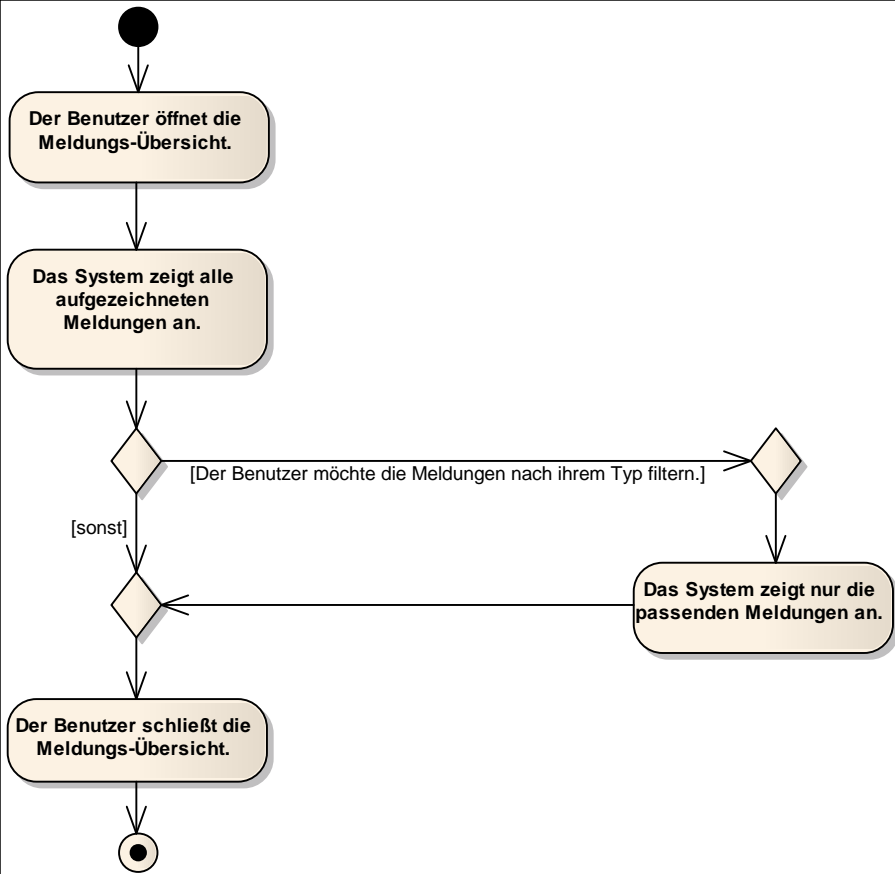 Der Benutzer öffnet die
Meldungs-Übersicht.
Das System zeigt alle
aufgezeichneten
Meldungen an.
[Der Benutzer möchte die Meldungen nach ihrem Typ filtern.]
[sonst]
Das System zeigt nur die
passenden Meldungen an.
Der Benutzer schließt die
Meldungs-Übersicht.